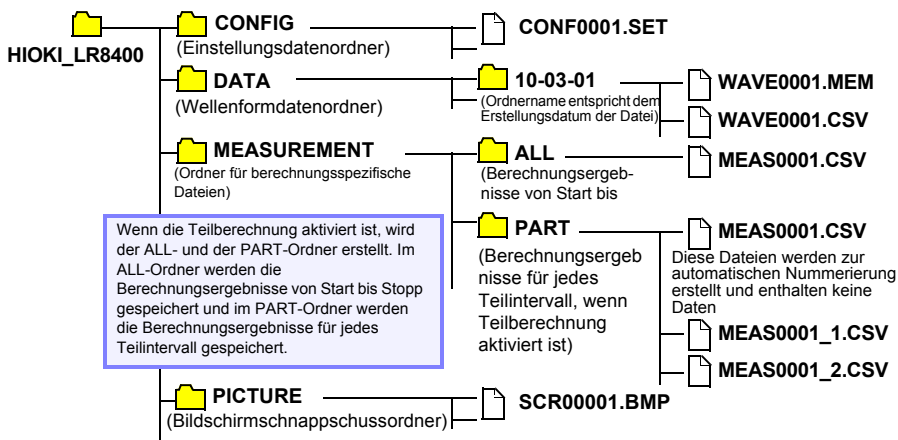 HIOKI_LR8400
CONFIG
(Einstellungsdatenordner)
CONF0001.SET
DATA
(Wellenformdatenordner)
10-03-01
(Ordnername entspricht dem
Erstellungsdatum der Datei)
WAVE0001.MEM
WAVE0001.CSV
MEASUREMENT
(Ordner für berechnungsspezifische
Dateien)
ALL
(Berechnungsergeb-
nisse von Start bis
MEAS0001.CSV
Wenn die Teilberechnung aktiviert ist, wird
der ALL- und der PART-Ordner erstellt. Im
ALL-Ordner werden die
Berechnungsergebnisse von Start bis Stopp
gespeichert und im PART-Ordner werden
die Berechnungsergebnisse für jedes
Teilintervall gespeichert.
PART
(Berechnungsergeb
nisse für jedes
Teilintervall, wenn
Teilberechnung
aktiviert ist)
MEAS0001.CSV
Diese Dateien werden zur
automatischen Nummerierung
erstellt und enthalten keine
Daten
MEAS0001_1.CSV
MEAS0001_2.CSV
PICTURE
(Bildschirmschnappschussordner)
SCR00001.BMP